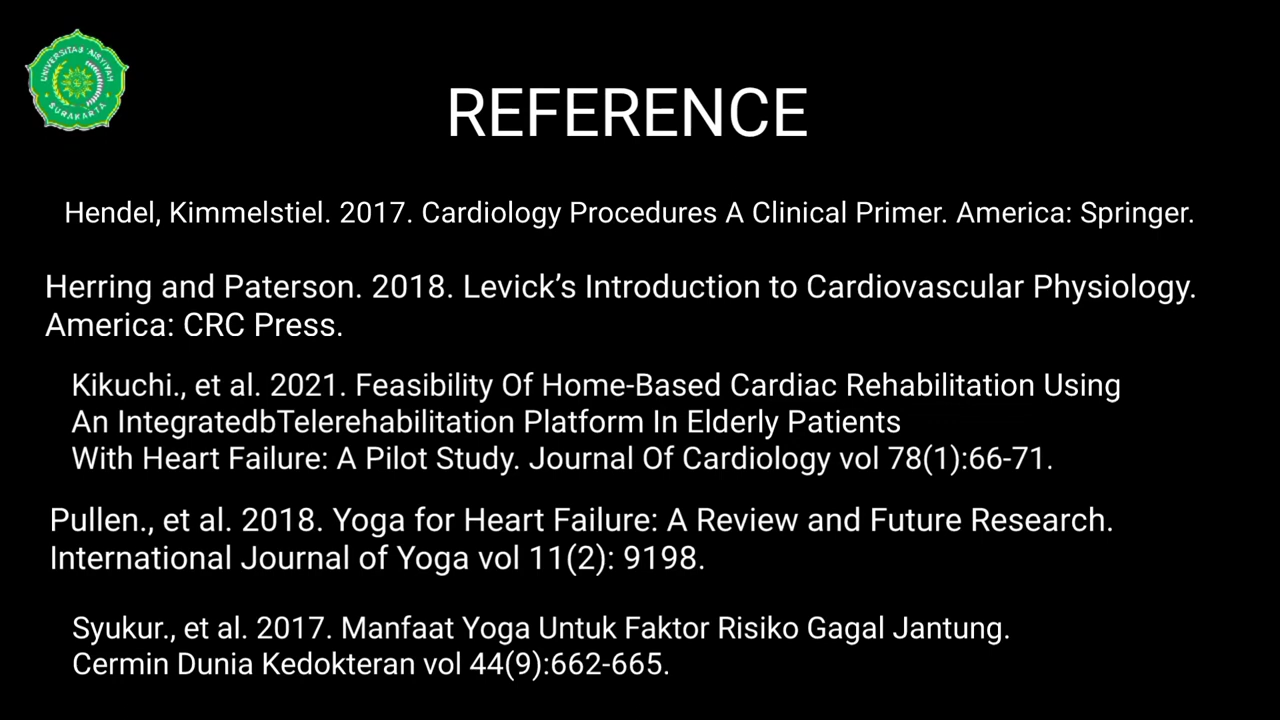 UNIVERSITAS 'AISYIYAH
SURAKARTA
REFERENCE
Hendel, Kimmelstiel. 2017. Cardiology Procedures A Clinical Primer. America: Springer.
Herring and Paterson. 2018. Levick’s Introduction to Cardiovascular Physiology.
America: CRC Press.
Kikuchi., et al. 2021. Feasibility Of Home-Based Cardiac Rehabilitation Using
An IntegratedbTelerehabilitation Platform In Elderly Patients
With Heart Failure: A Pilot Study. Journal Of Cardiology vol 78(1):66-71.
Pullen., et al. 2018. Yoga for Heart Failure: A Review and Future Research.
International Journal of Yoga vol 11(2): 9198.
Syukur., et al. 2017. Manfaat Yoga Untuk Faktor Risiko Gagal Jantung.
Cermin Dunia Kedokteran vol 44(9):662-665.